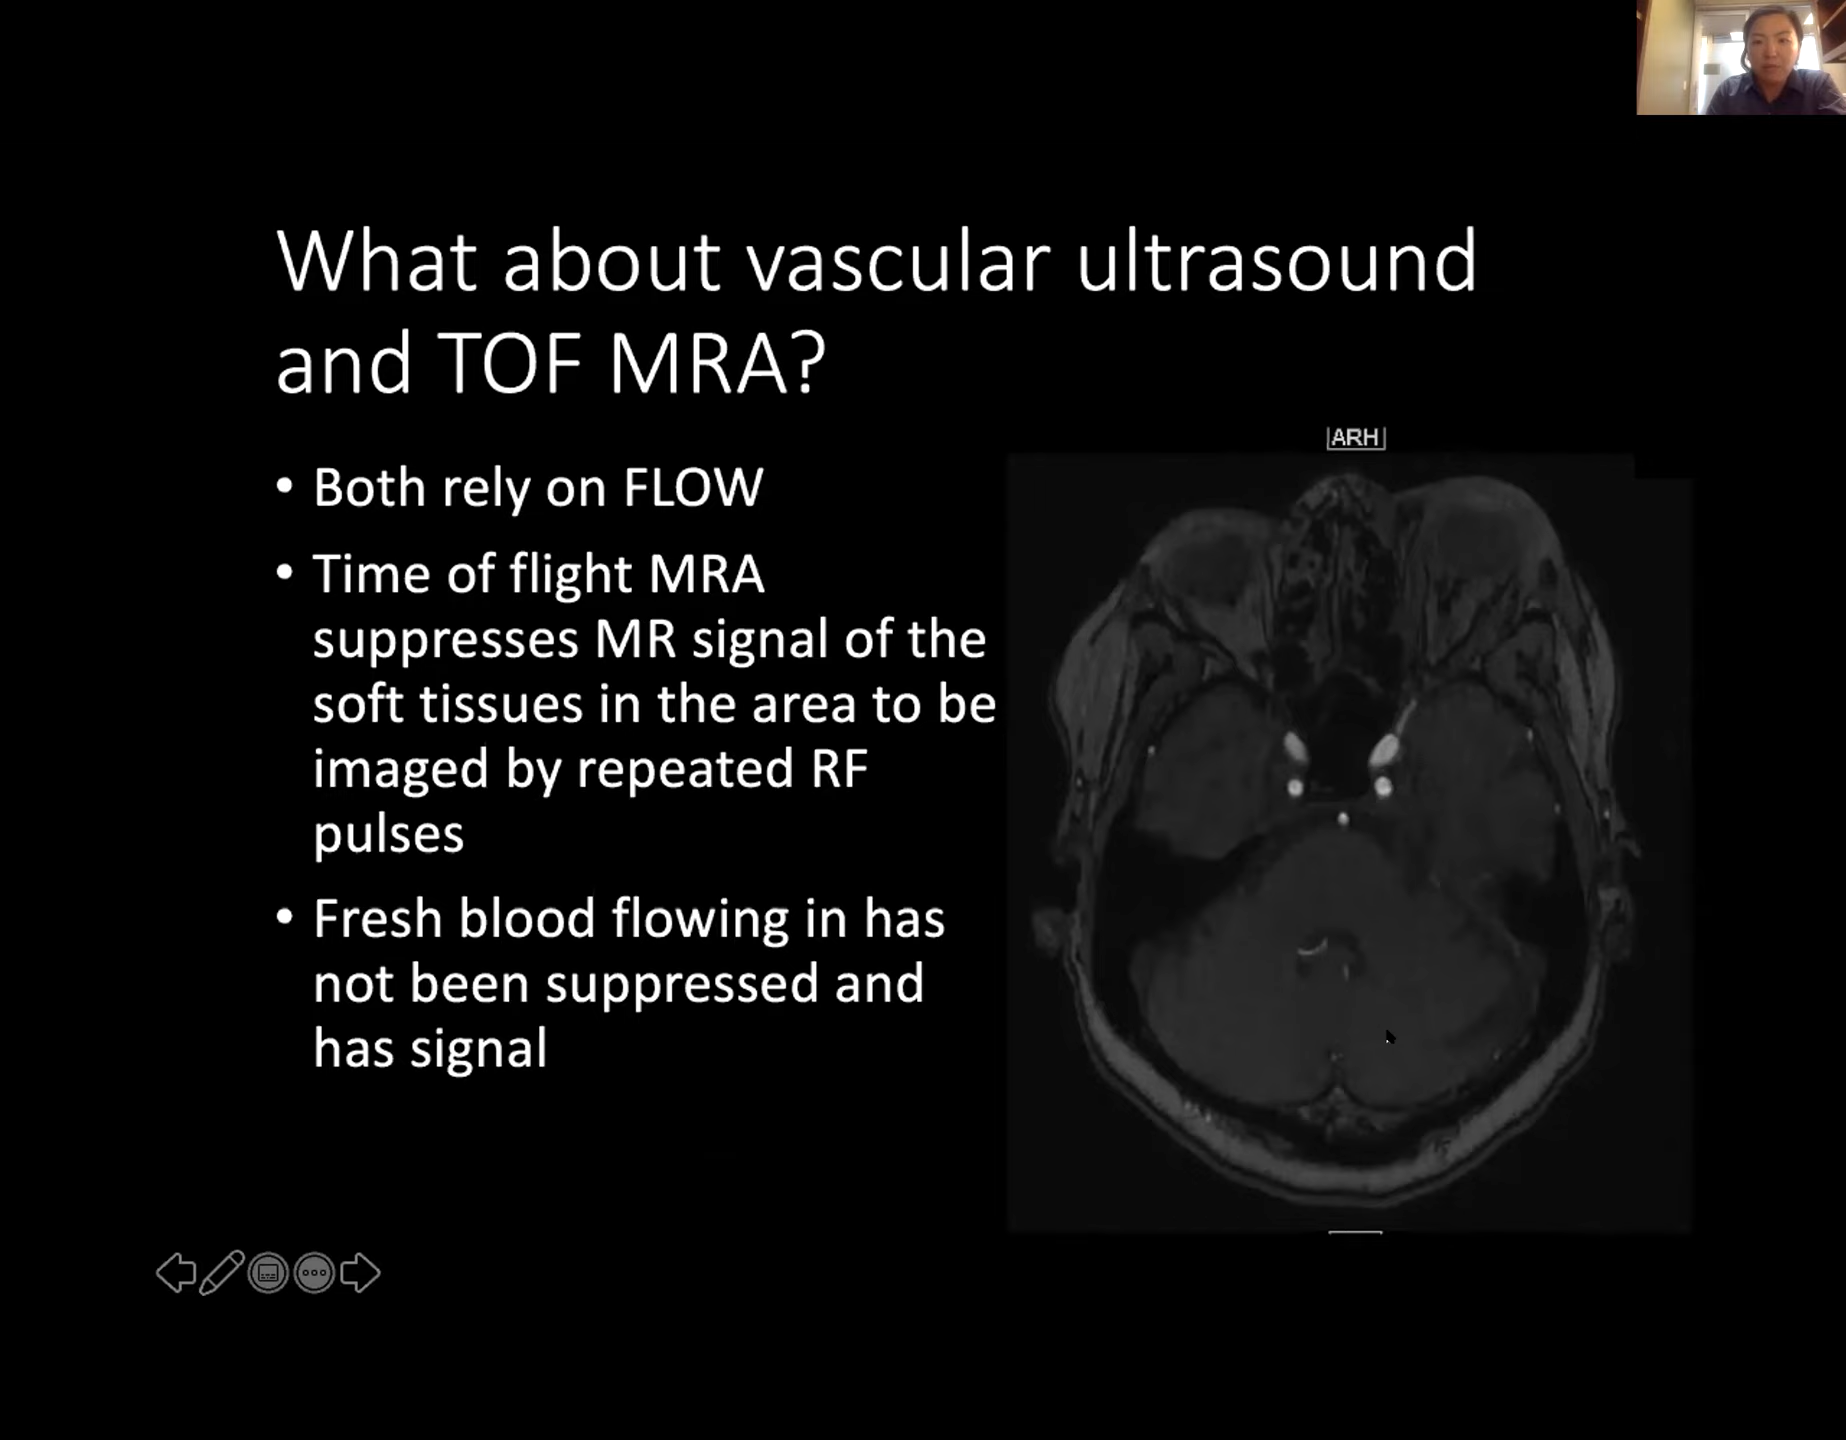 What about vascular ultrasound
and TOF MRA?
ARH
• Both rely on FLOW
• Time of flight MRA
suppresses MR signal of the
soft tissues in the area to be
imaged by repeated RF
pulses
• Fresh blood flowing in has
not been suppressed and
has signal